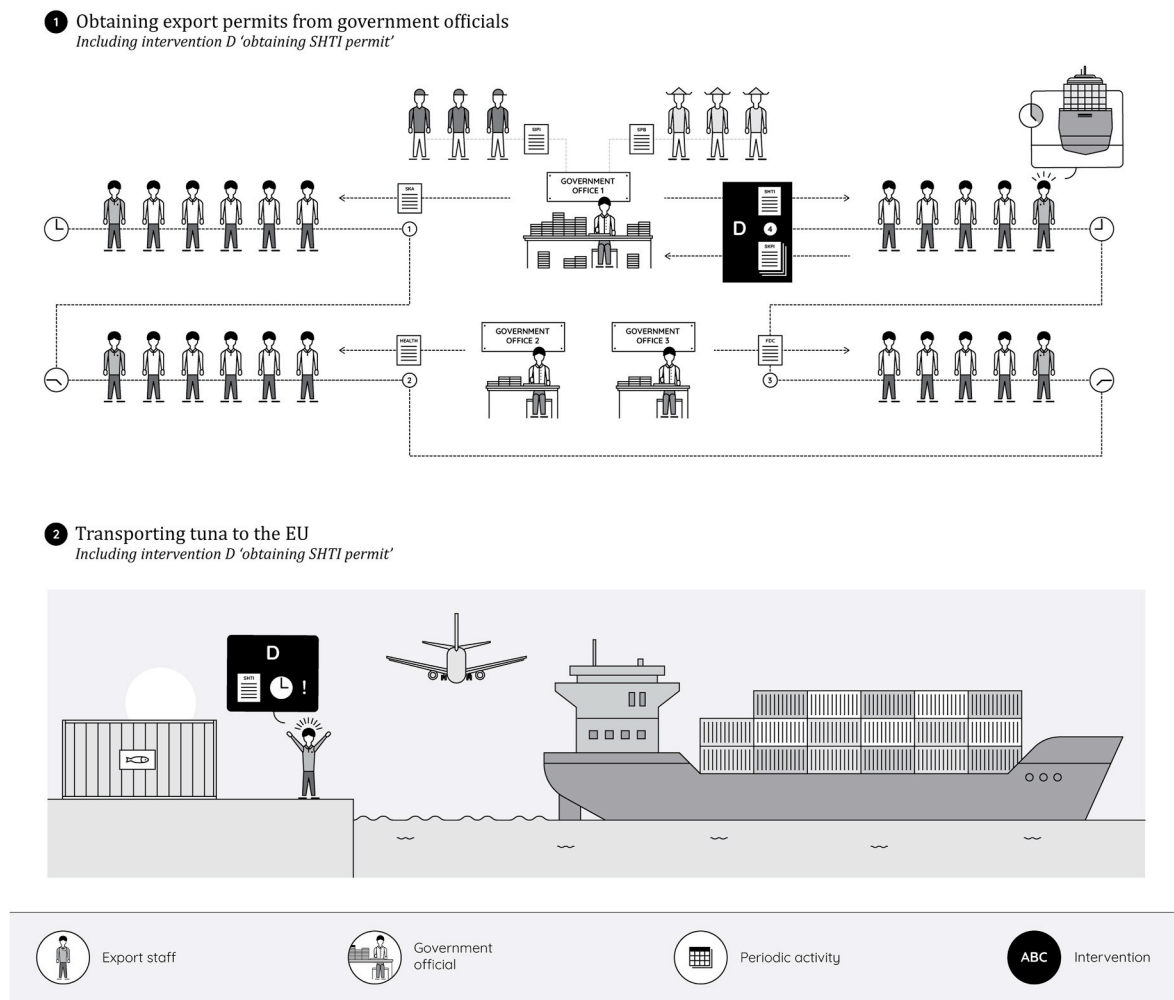 1 Obtaining export permits from government officials
Including intervention D ‘obtaining SHTI permit’
SIPI
SPB
GOVERNMENT
OFFICE 1
SKA
1
D
SHTI
4
SKPI
HEALTH
2
GOVERNMENT
OFFICE 2
GOVERNMENT
OFFICE 3
FDC
3
2 Transporting tuna to the EU
Including intervention D ‘obtaining SHTI permit’
D
SHTI
!
Export staff
Government
official
Periodic activity
ABC
Intervention